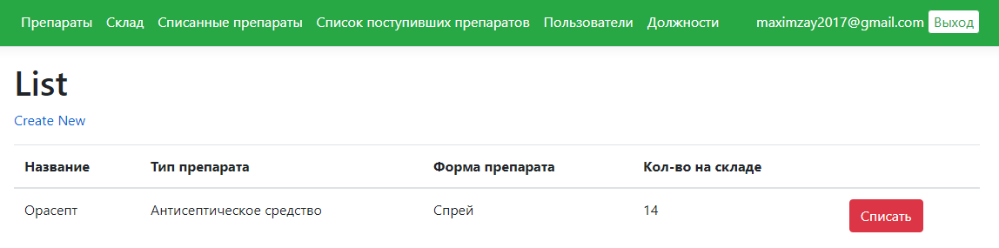 Препараты Склад Списанные препараты Список поступивших препаратов Пользователи Должности maximzay2017@gmail.com Выход
List
Create New
Название Тип препарата Форма препарата Кол-во на складе
Орасепт Антисептическое средство Спрей 14 Списать